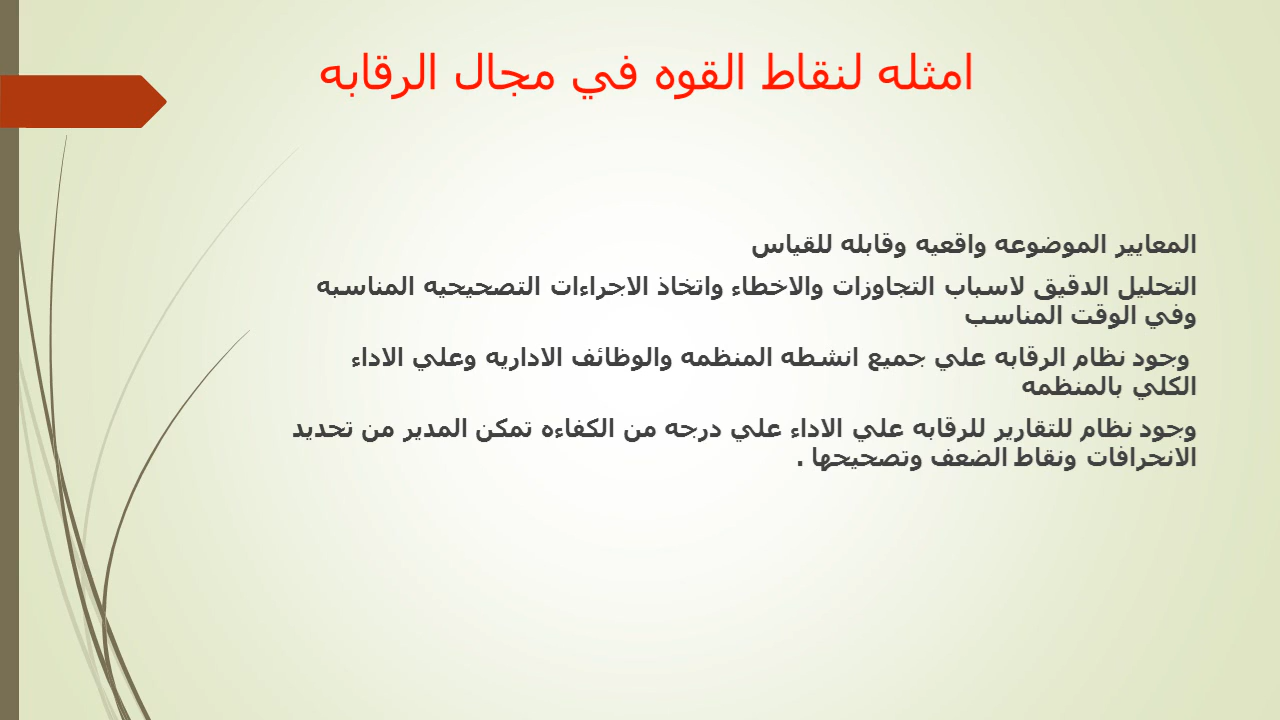 امثله لنقاط القوه في مجال الرقابه
المعايير الموضوعه واقعيه وقابله للقياس
التحليل الدقيق لاسباب التجاوزات والاخطاء واتخاذ الاجراءات التصحيحيه المناسبه
وفي الوقت المناسب
وجود نظام الرقابه علي جميع انشطه المنظمه والوظائف الاداريه وعلي الاداء
الكلي بالمنظمه
وجود نظام للتقارير للرقابه علي الاداء علي درجه من الكفاءه تمكن المدير من تحديد
الانحرافات ونقاط الضعف وتصحيحها .